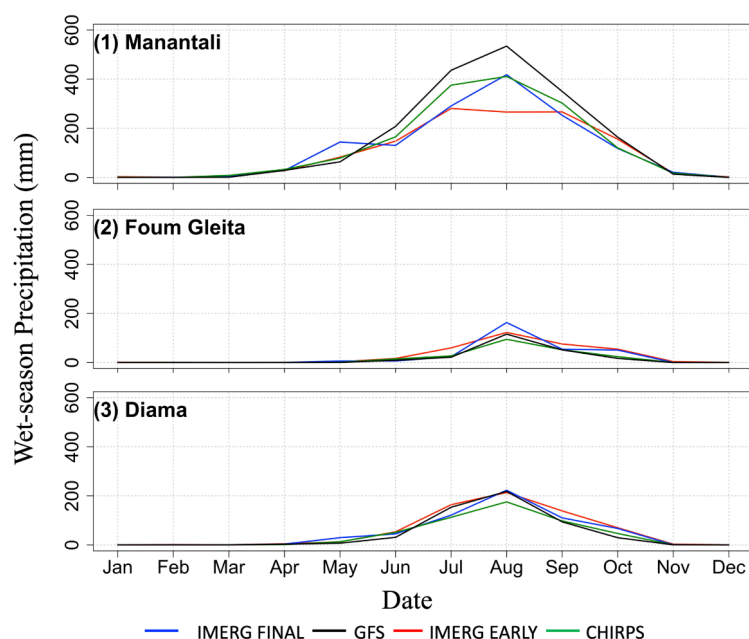 Wet-season Precipitation (mm)
(1) Manantali
600
400
200
0
(2) Foum Gleita
600
400
200
0
(3) Diama
600
400
200
0
Jan Feb Mar Apr May Jun Jul Aug Sep Oct Nov Dec
Date
IMERG FINAL GFS IMERG EARLY CHIRPS